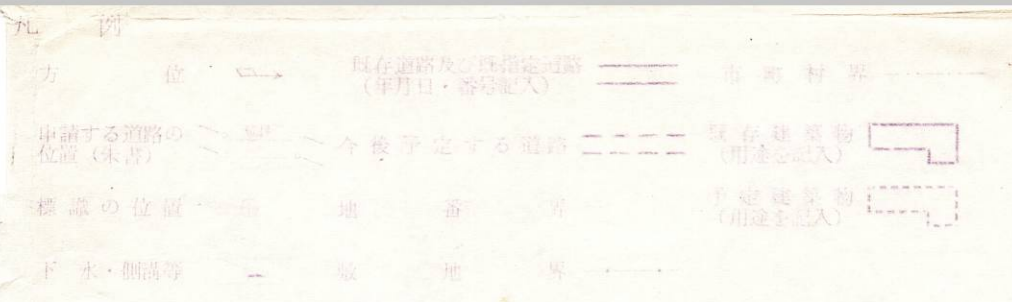 凡 例
方 位
既存道路及び既指定道路
(年月日・番号記入)
市町村界
申請する道路の
位置(朱書)
今後予定する道路
既存建築物
(用途を記入)
標識の位置
地番界
予定建築物
(用途を記入)
下水・側溝等
敷地界